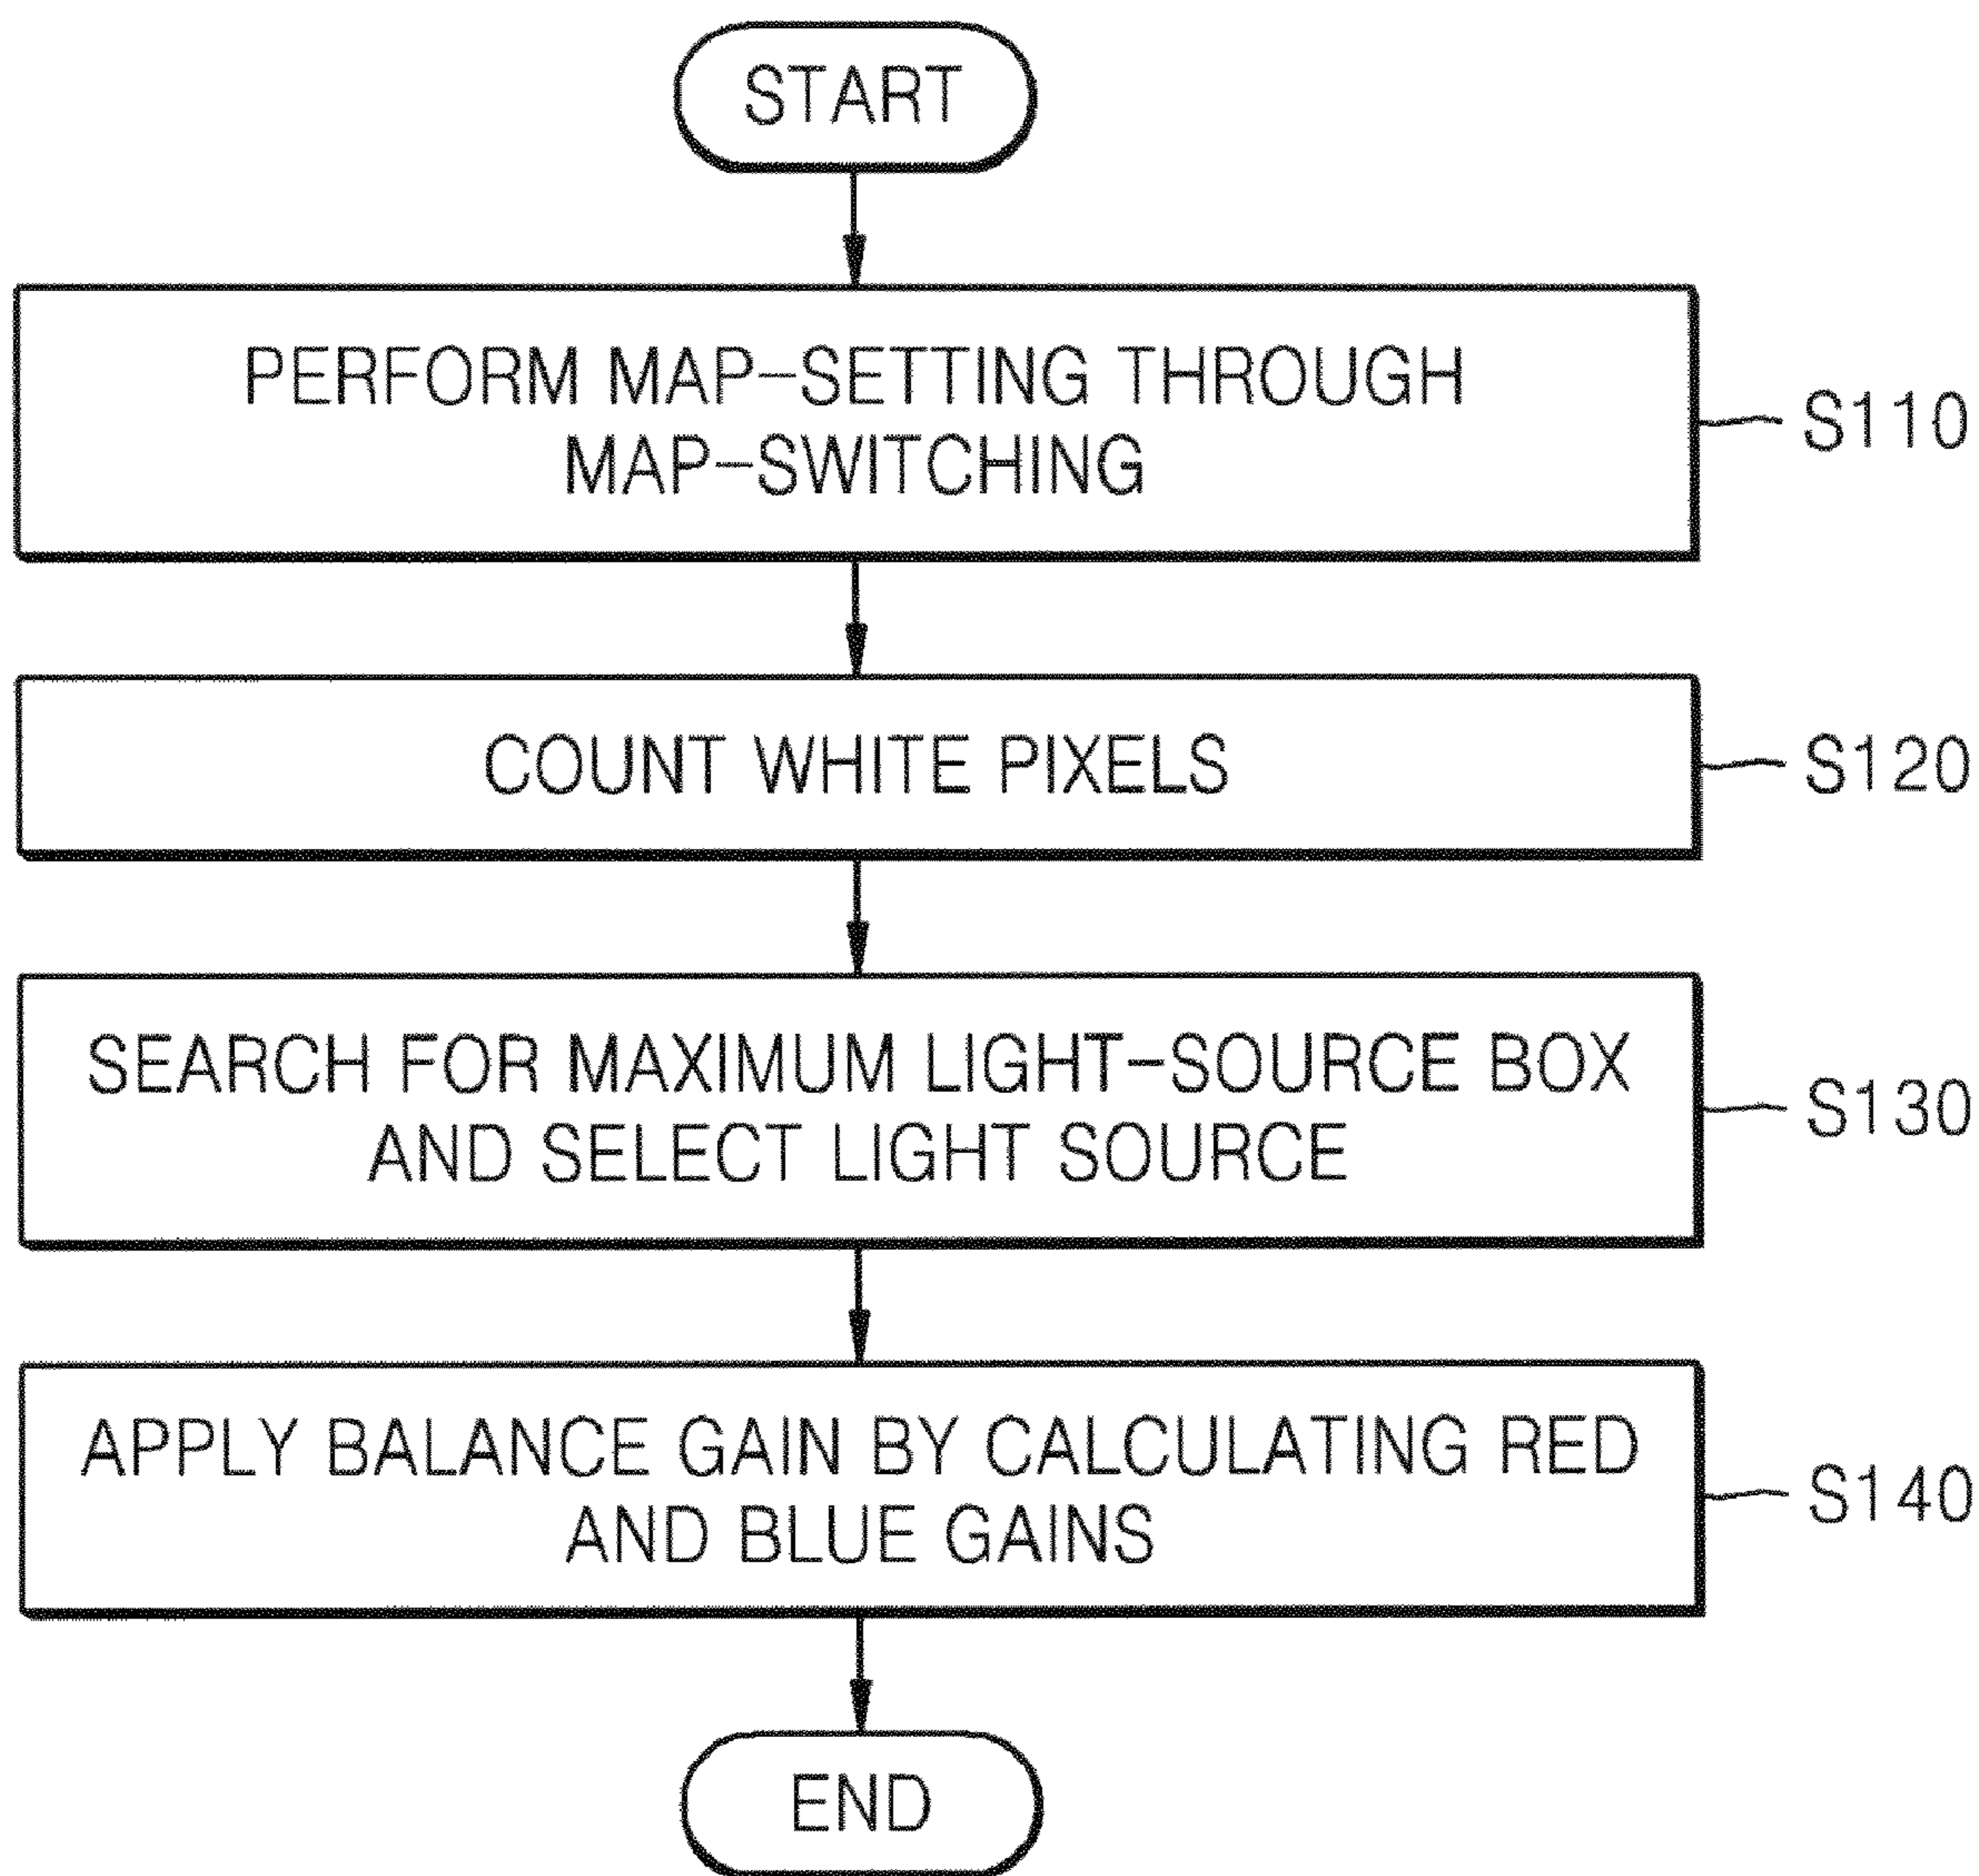 START
PERFORM MAP-SETTING THROUGH
MAP-SWITCHING
S110
COUNT WHITE PIXELS
S120
SEARCH FOR MAXIMUM LIGHT-SOURCE BOX
AND SELECT LIGHT SOURCE
S130
APPLY BALANCE GAIN BY CALCULATING RED
AND BLUE GAINS
S140
END